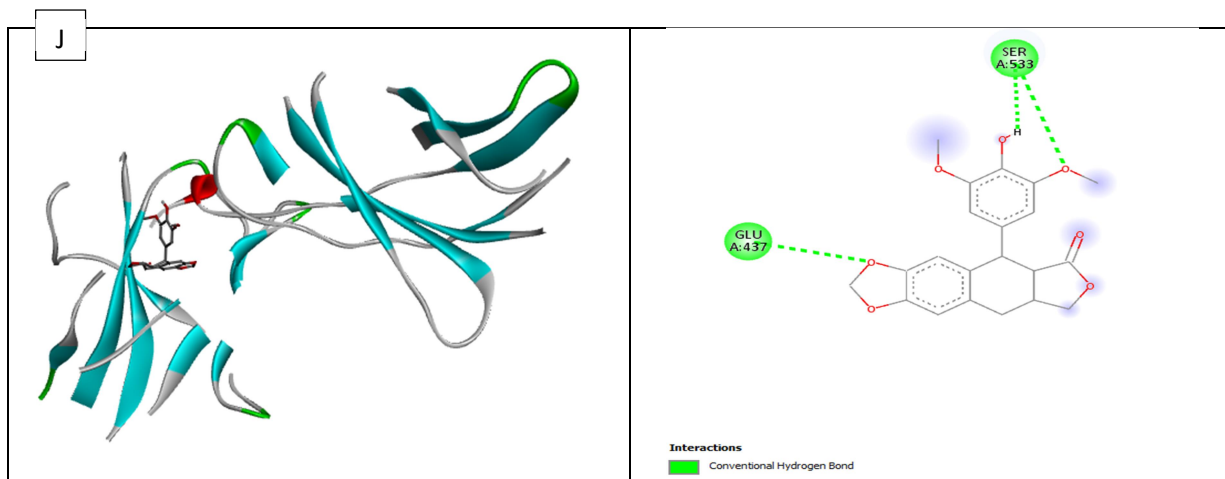 J
SER
A:533
H
O
O
O
GLU
A:437
O
O
O
O
Interactions
Conventional Hydrogen Bond